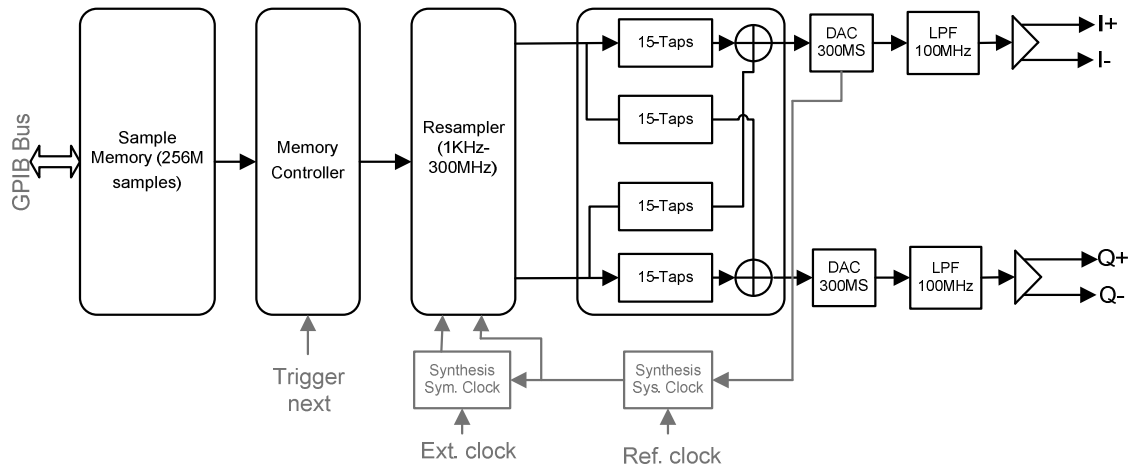 GPIB Bus
Sample
Memory (256M
samples)
Memory
Controller
Resampler
(1KHz-
300MHz)
15-Taps
15-Taps
15-Taps
15-Taps
DAC
300MS
LPF
100MHz
I+
I-
DAC
300MS
LPF
100MHz
Q+
Q-
Trigger
next
Synthesis
Sym. Clock
Ext. clock
Synthesis
Sys. Clock
Ref. clock